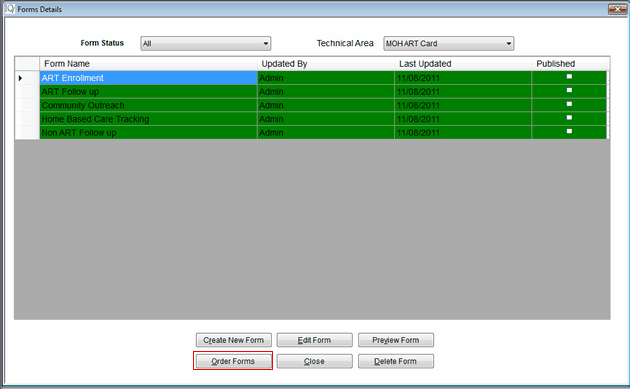 Forms Details
Form Status All Technical Area MOH ART Card
Form Name Updated By Last Updated Published
ART Enrollment Admin 11/08/2011
ART Follow up Admin 11/08/2011
Community Outreach Admin 11/08/2011
Home Based Care Tracking Admin 11/08/2011
Non ART Follow up Admin 11/08/2011
Create New Form Edit Form Preview Form
Order Forms Close Delete Form